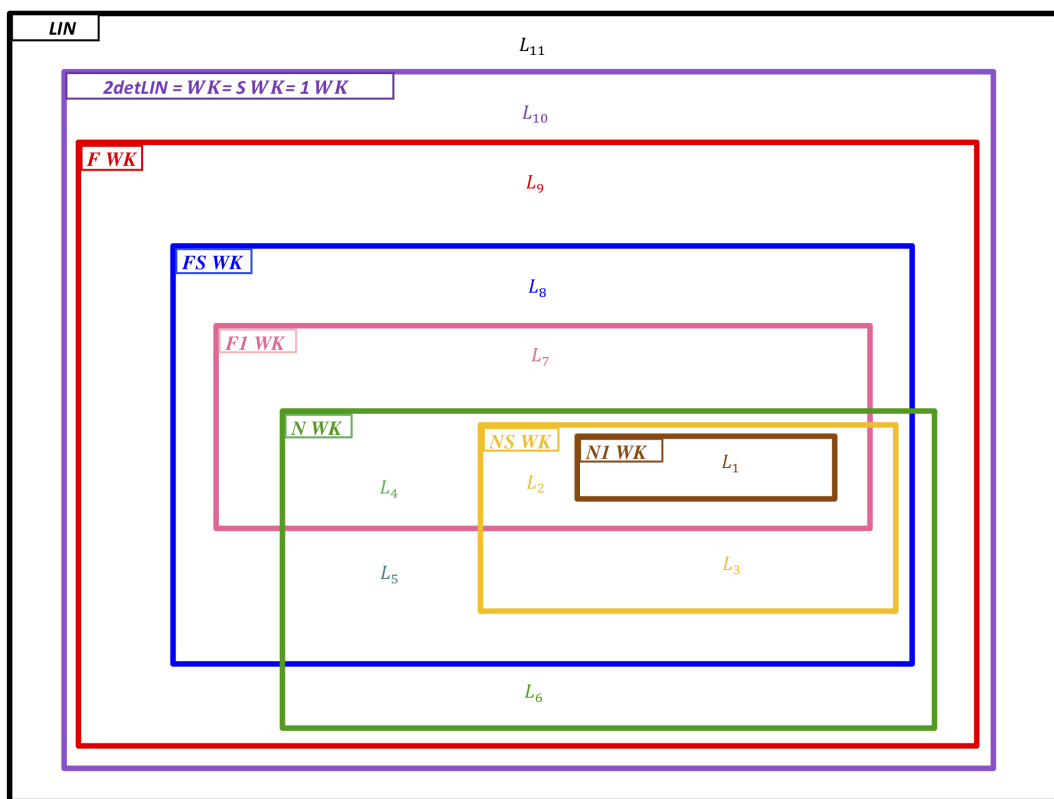 LIN
L₁₁
2detLIN = WK= S WK= 1 WK
L₁₀
F WK
L₉
FS WK
L₈
F1 WK
L₇
N WK
NS WK
N1 WK
L₁
L₂
L₄
L₃
L₅
L₆